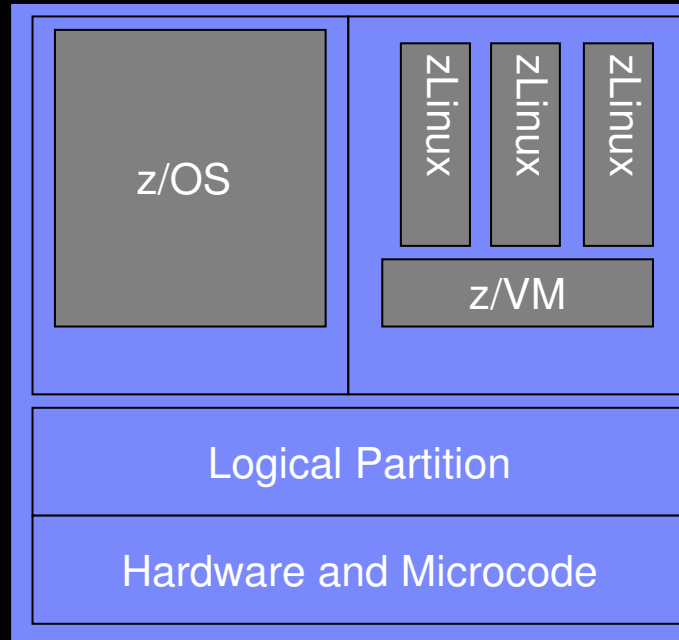 z/OS
zLinux
zLinux
zLinux
z/VM
Logical Partition
Hardware and Microcode